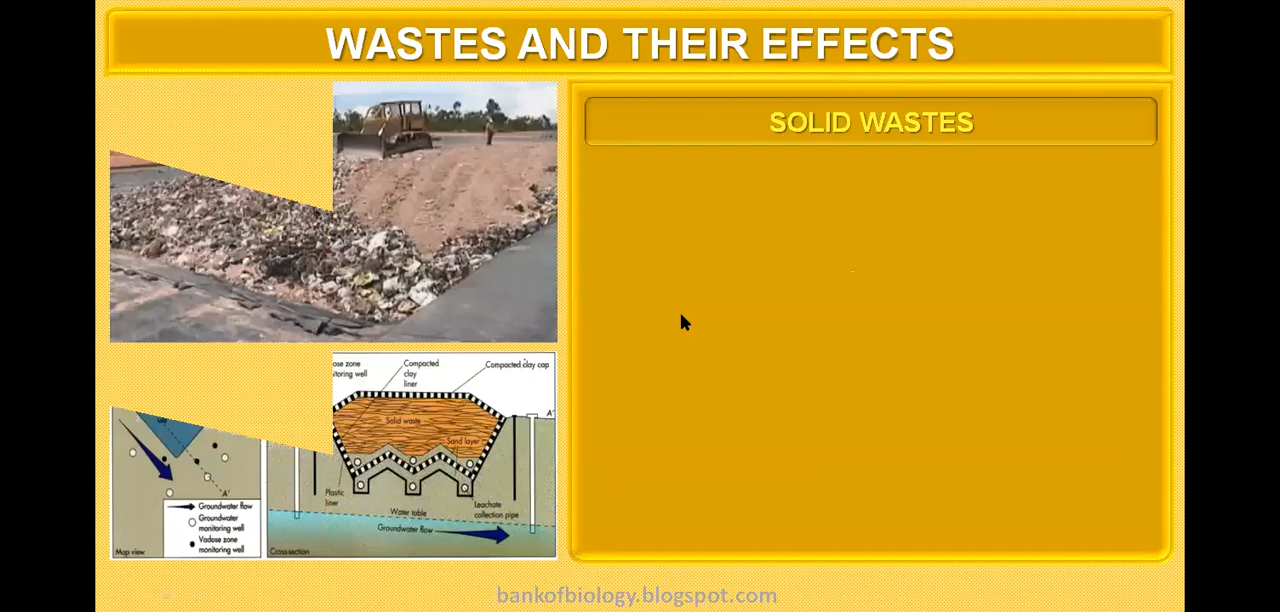 WASTES AND THEIR EFFECTS
SOLID WASTES
Compacted
clay
liner
Compacted clay cap
Solid waste
Sand layer
A'
Plastic
liner
Leachate
collection pipe
Water table
Groundwater flow
Cross-section
A'
Groundwater flow
Groundwater
monitoring well
Vadose zone
monitoring well
Map view
bankofbiology.blogspot.com